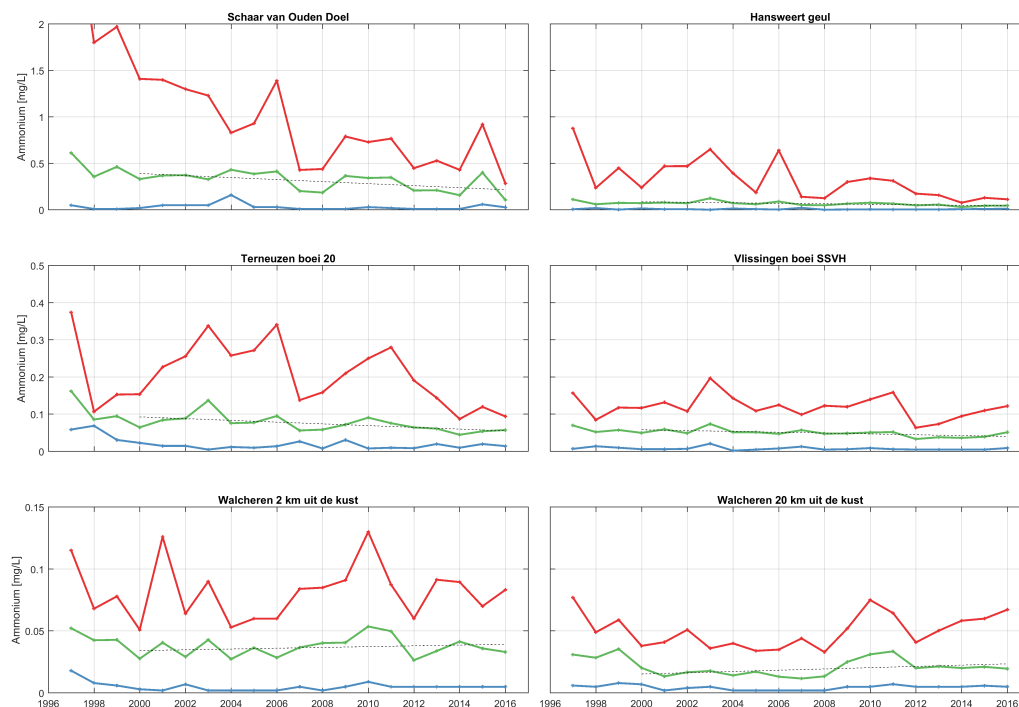 Schaar van Ouden Doel
Hansweert geul
2
1.5
1
0.5
0
Ammonium [mg/L]
Terneuzen boei 20
Vlissingen boei SSVH
0.5
0.4
0.3
0.2
0.1
0
Ammonium [mg/L]
Walcheren 2 km uit de kust
Walcheren 20 km uit de kust
0.15
0.1
0.05
0
Ammonium [mg/L]
1996 1998 2000 2002 2004 2006 2008 2010 2012 2014 2016
1996 1998 2000 2002 2004 2006 2008 2010 2012 2014 2016